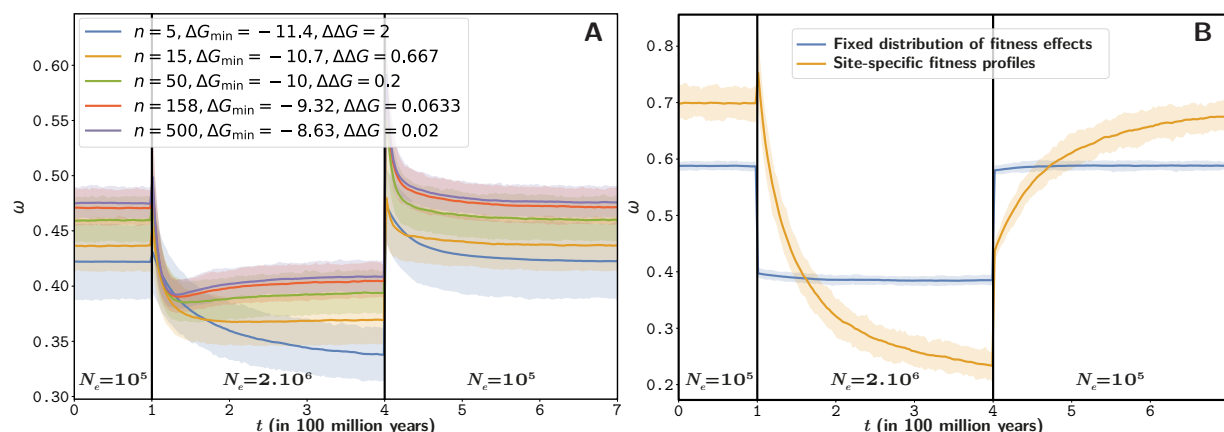 A
n = 5, ΔG_min = − 11.4, ΔΔG = 2
n = 15, ΔG_min = − 10.7, ΔΔG = 0.667
n = 50, ΔG_min = − 10, ΔΔG = 0.2
n = 158, ΔG_min = − 9.32, ΔΔG = 0.0633
n = 500, ΔG_min = − 8.63, ΔΔG = 0.02
0.60
0.55
0.50
0.45
0.40
0.35
0.30
ω
N_e=10⁵
N_e=2.10⁶
N_e=10⁵
0 1 2 3 4 5 6 7
t (in 100 million years)
B
Fixed distribution of fitness effects
Site-specific fitness profiles
0.8
0.7
0.6
0.5
0.4
0.3
0.2
ω
N_e=10⁵
N_e=2.10⁶
N_e=10⁵
0 1 2 3 4 5 6
t (in 100 million years)